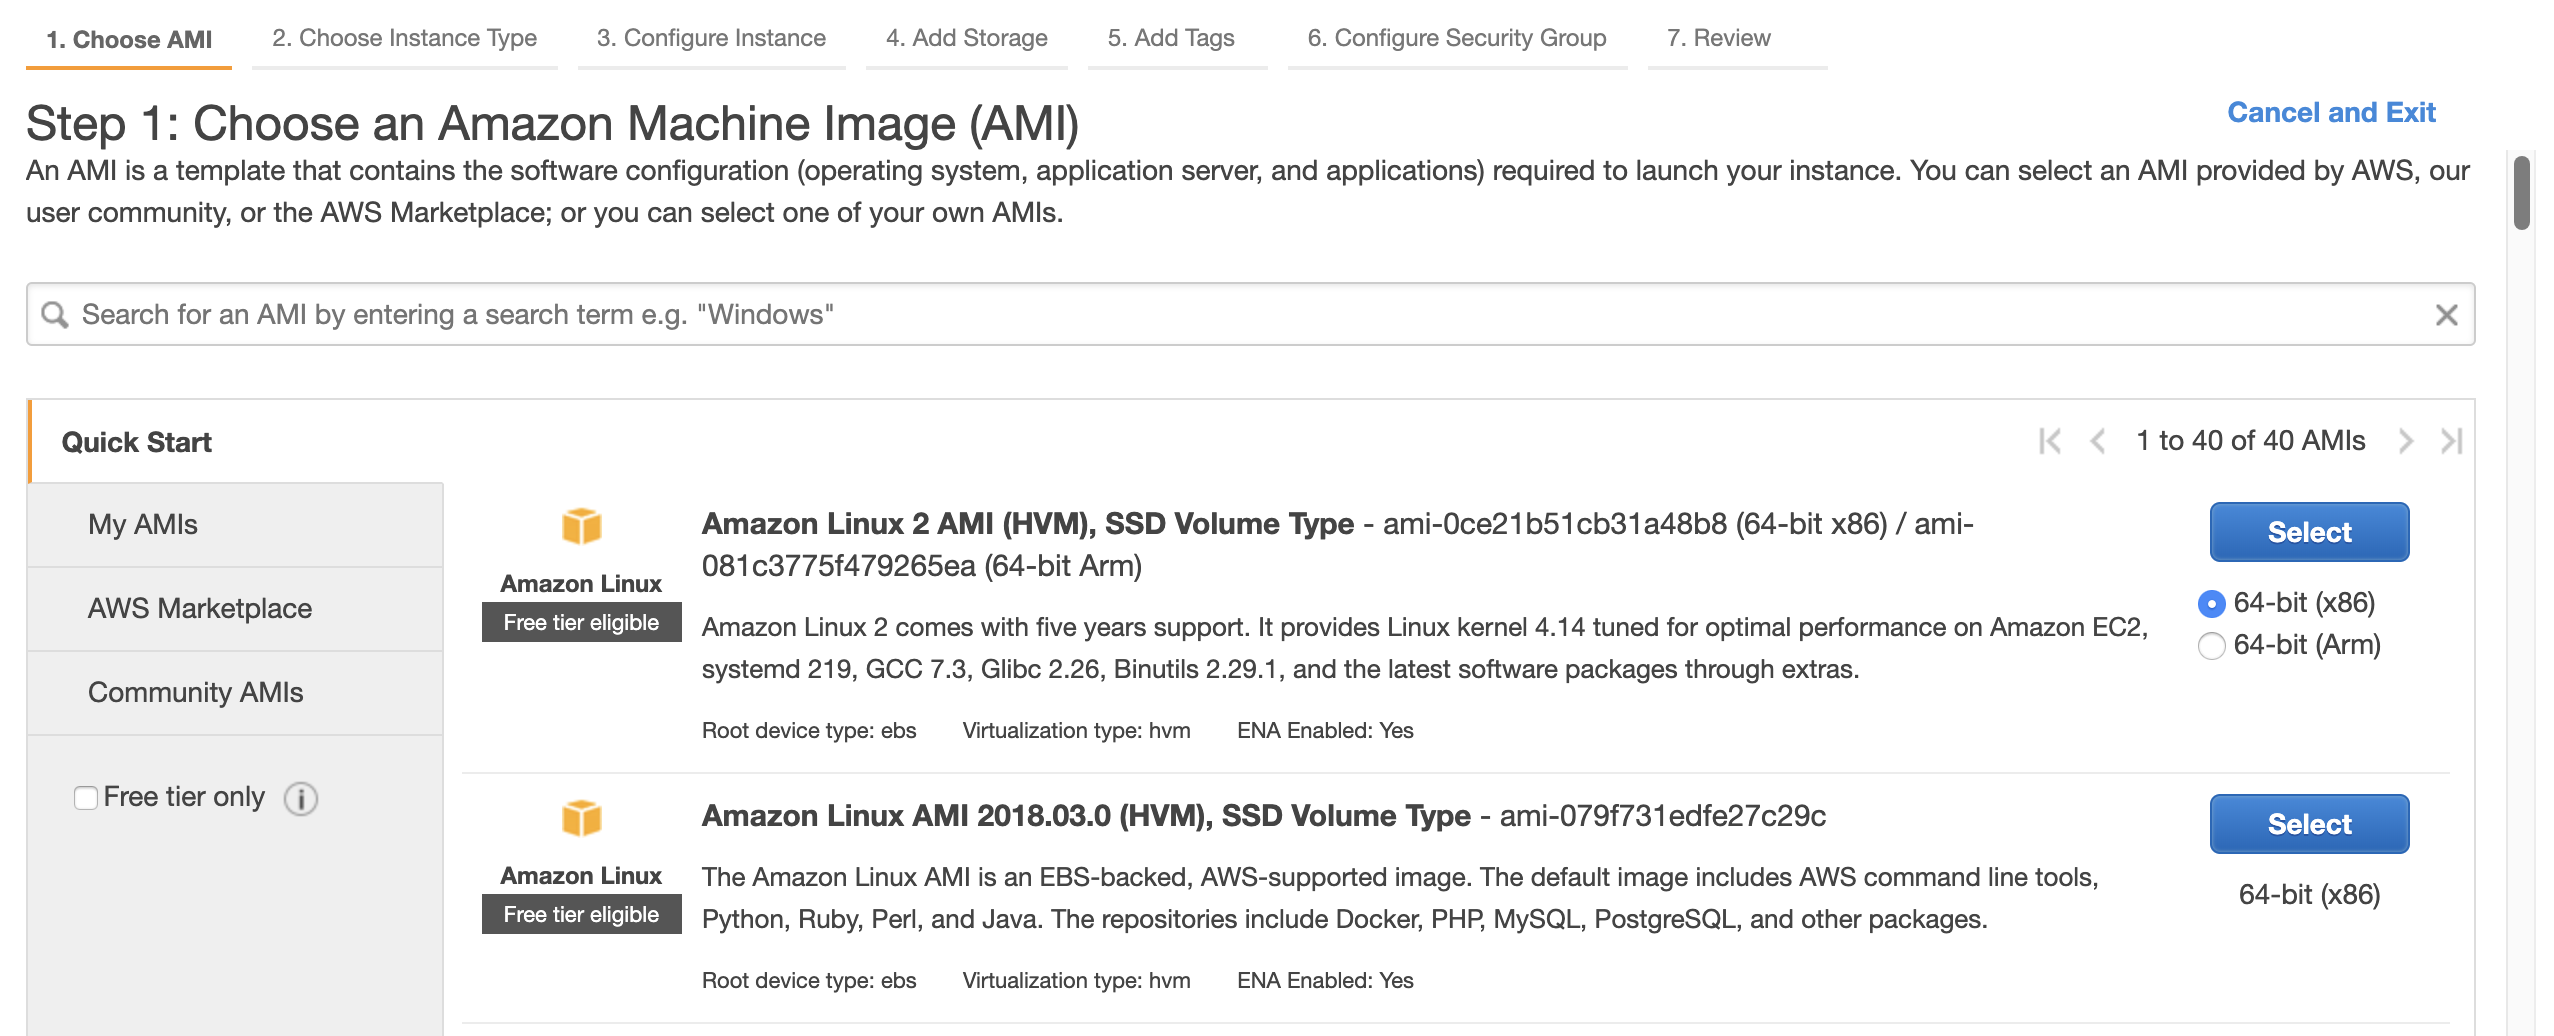 1. Choose AMI 2. Choose Instance Type 3. Configure Instance 4. Add Storage 5. Add Tags 6. Configure Security Group 7. Review
Step 1: Choose an Amazon Machine Image (AMI)
Cancel and Exit
An AMI is a template that contains the software configuration (operating system, application server, and applications) required to launch your instance. You can select an AMI provided by AWS, our
user community, or the AWS Marketplace; or you can select one of your own AMIs.
Search for an AMI by entering a search term e.g. "Windows"
Quick Start
My AMIs
AWS Marketplace
Community AMIs
Free tier only
1 to 40 of 40 AMIs
Amazon Linux
Free tier eligible
Amazon Linux 2 AMI (HVM), SSD Volume Type - ami-0ce21b51cb31a48b8 (64-bit x86) / ami-
081c3775f479265ea (64-bit Arm)
Amazon Linux 2 comes with five years support. It provides Linux kernel 4.14 tuned for optimal performance on Amazon EC2,
systemd 219, GCC 7.3, Glibc 2.26, Binutils 2.29.1, and the latest software packages through extras.
Root device type: ebs Virtualization type: hvm ENA Enabled: Yes
Select
64-bit (x86)
64-bit (Arm)
Amazon Linux
Free tier eligible
Amazon Linux AMI 2018.03.0 (HVM), SSD Volume Type - ami-079f731edfe27c29c
The Amazon Linux AMI is an EBS-backed, AWS-supported image. The default image includes AWS command line tools,
Python, Ruby, Perl, and Java. The repositories include Docker, PHP, MySQL, PostgreSQL, and other packages.
Root device type: ebs Virtualization type: hvm ENA Enabled: Yes
Select
64-bit (x86)